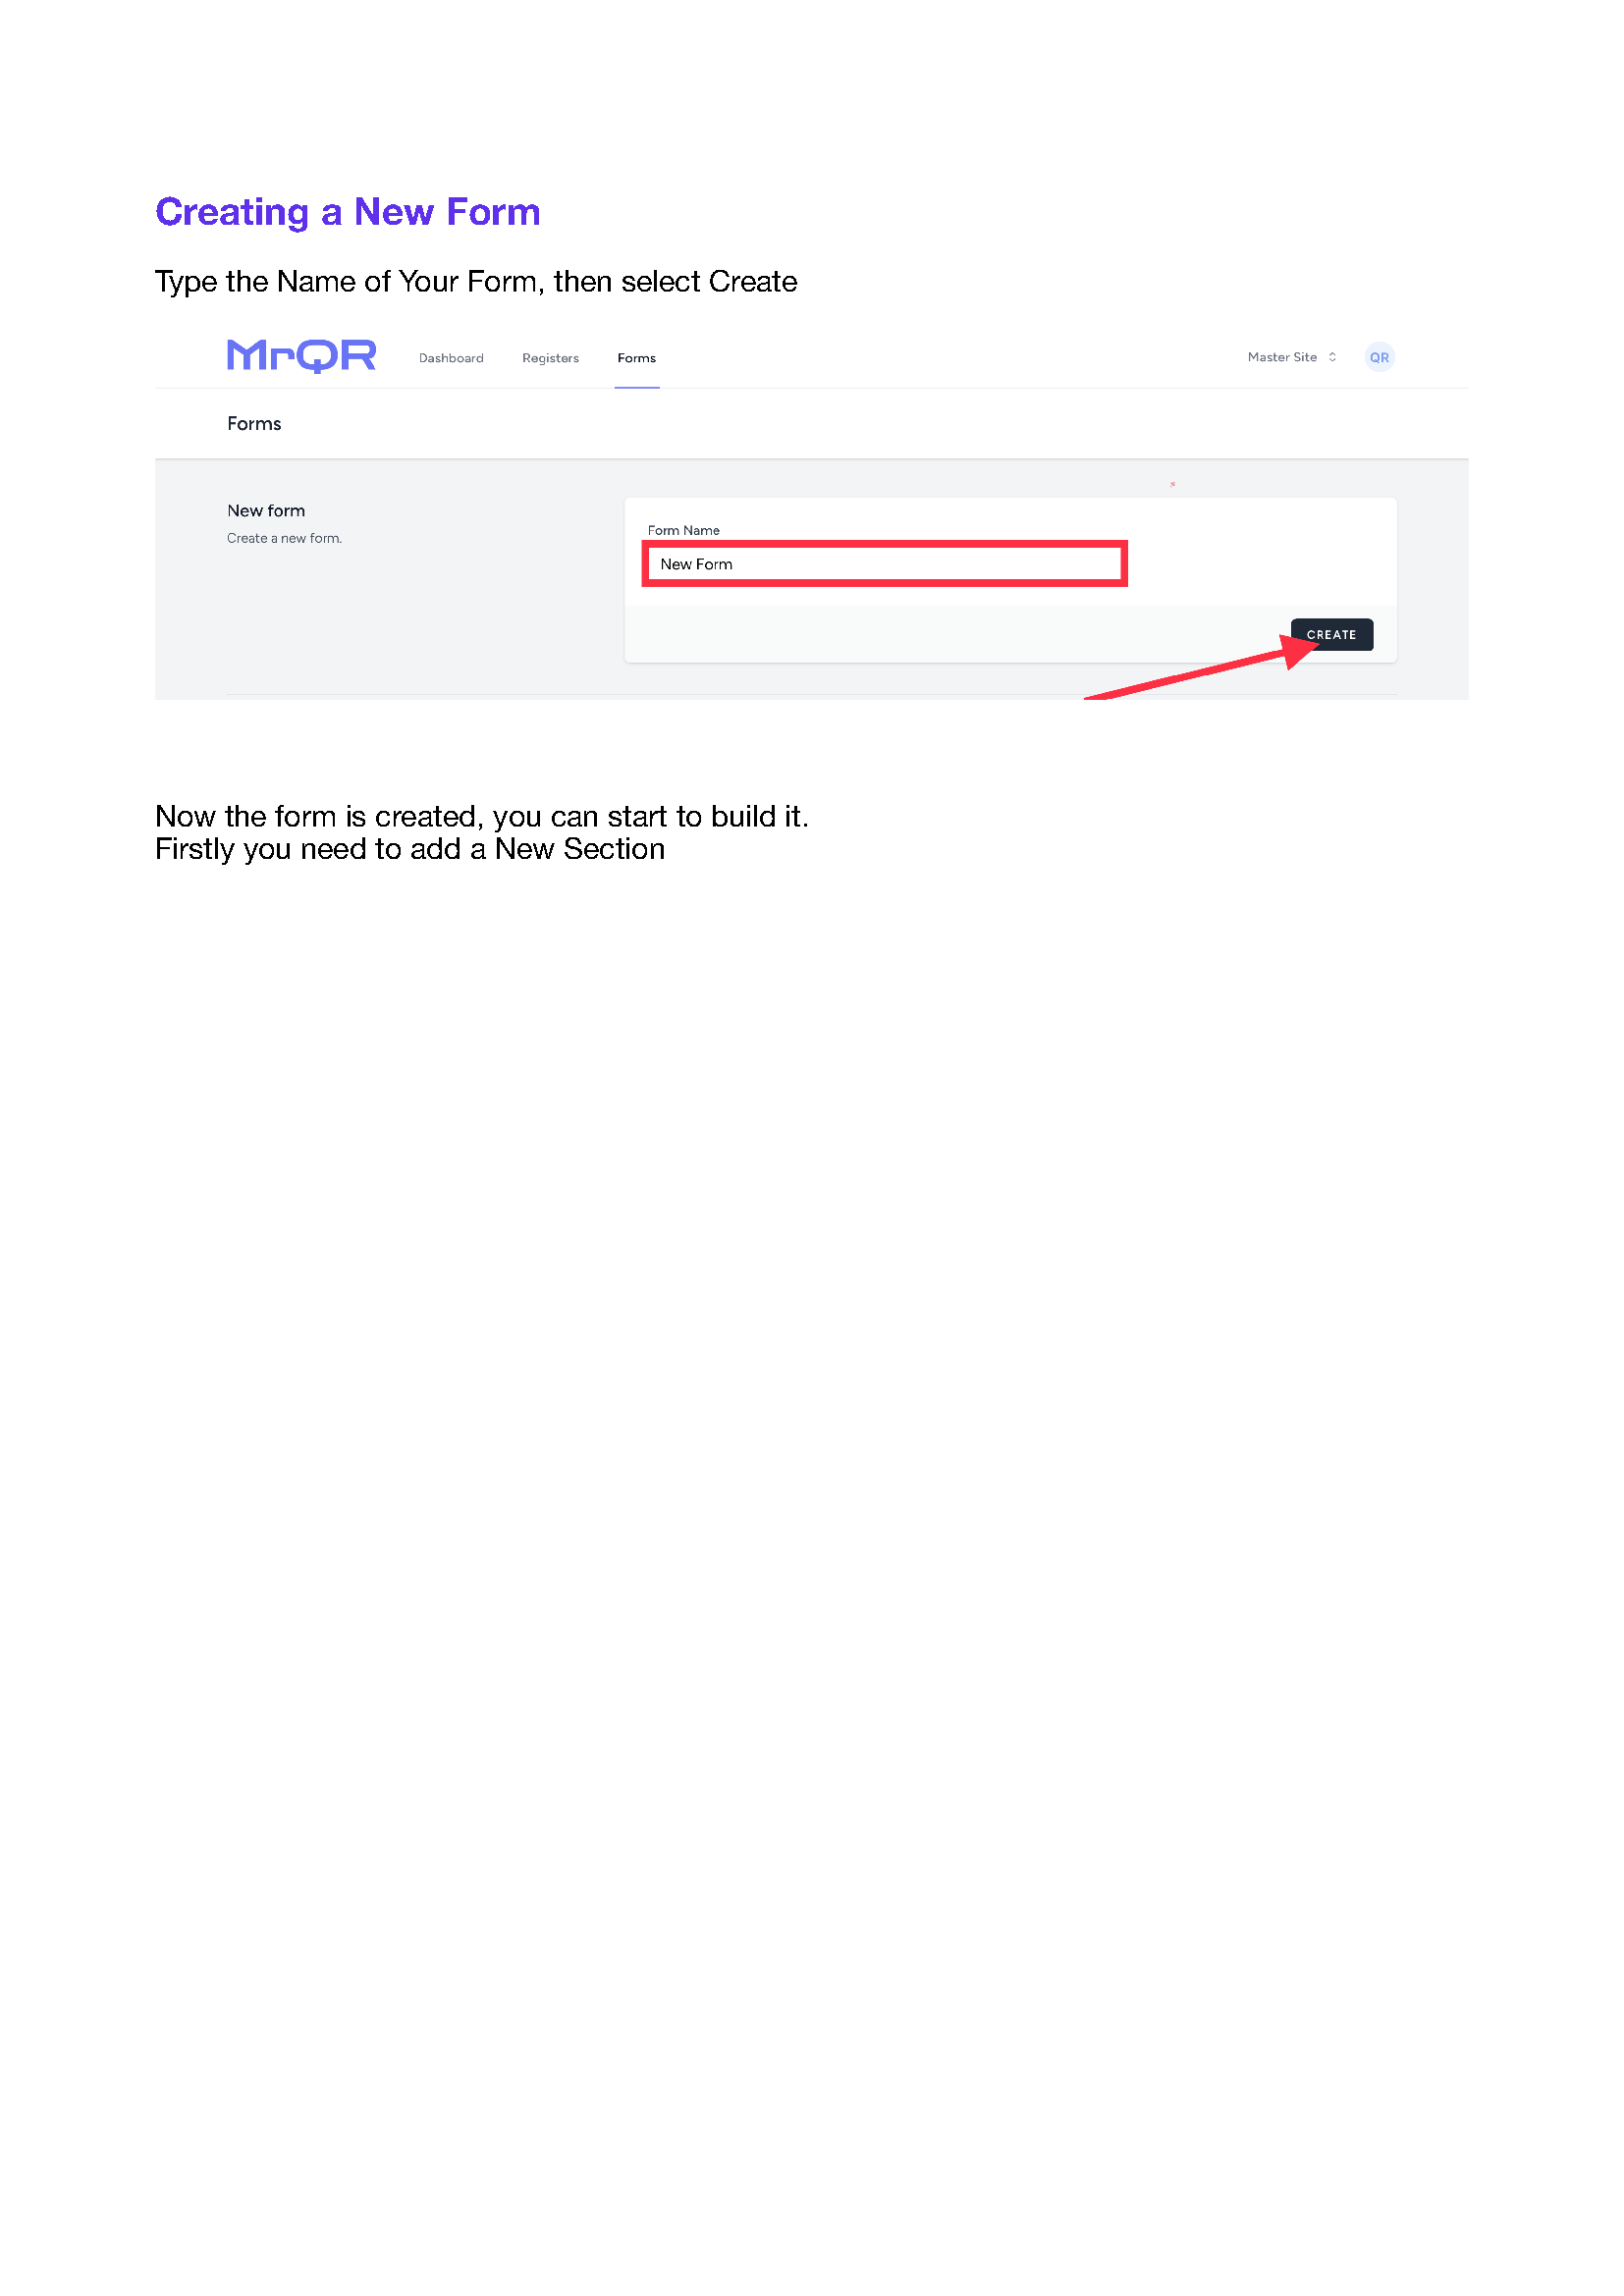 Creating a New Form
Type the Name of Your Form, then select Create
MrQR Dashboard Registers Forms Master Site QR
Forms
New form
Create a new form.
Form Name
New Form
CREATE
Now the form is created, you can start to build it.
Firstly you need to add a New Section